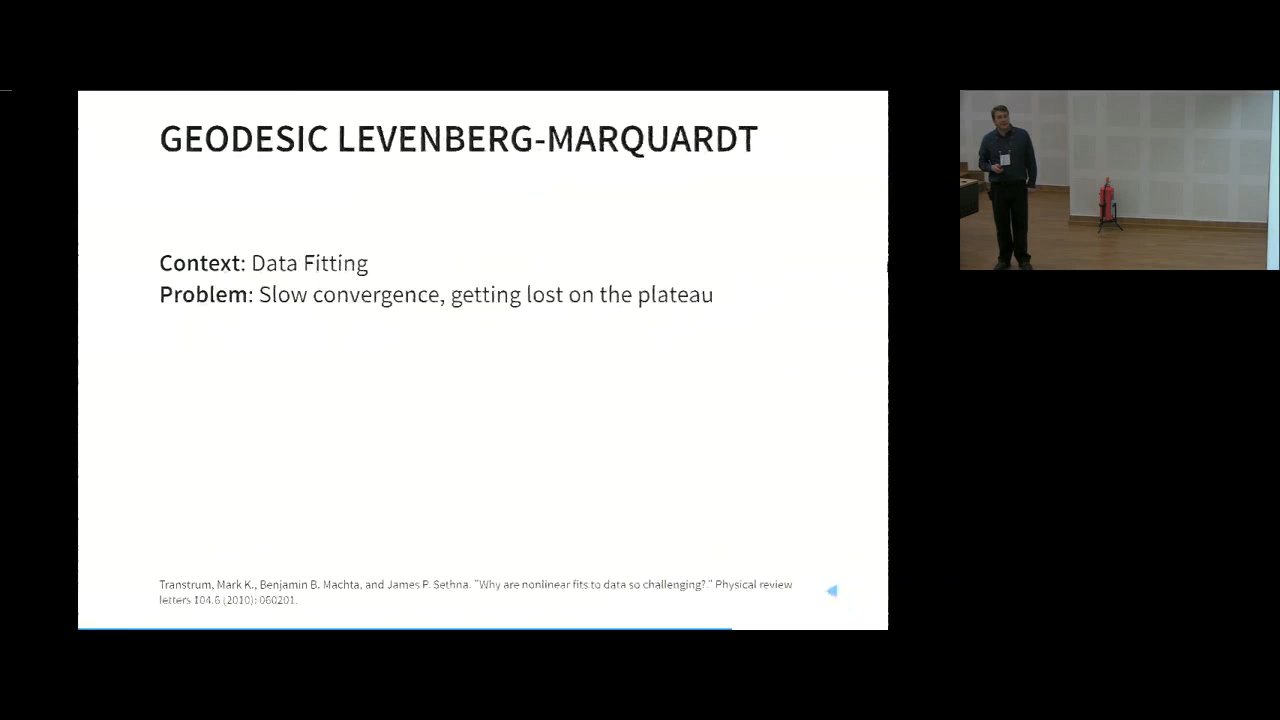 GEODESIC LEVENBERG-MARQUARDT
Context: Data Fitting
Problem: Slow convergence, getting lost on the plateau
Transtrum, Mark K., Benjamin B. Machta, and James P. Sethna. "Why are nonlinear fits to data so challenging?." Physical review
letters 104.6 (2010): 060201.